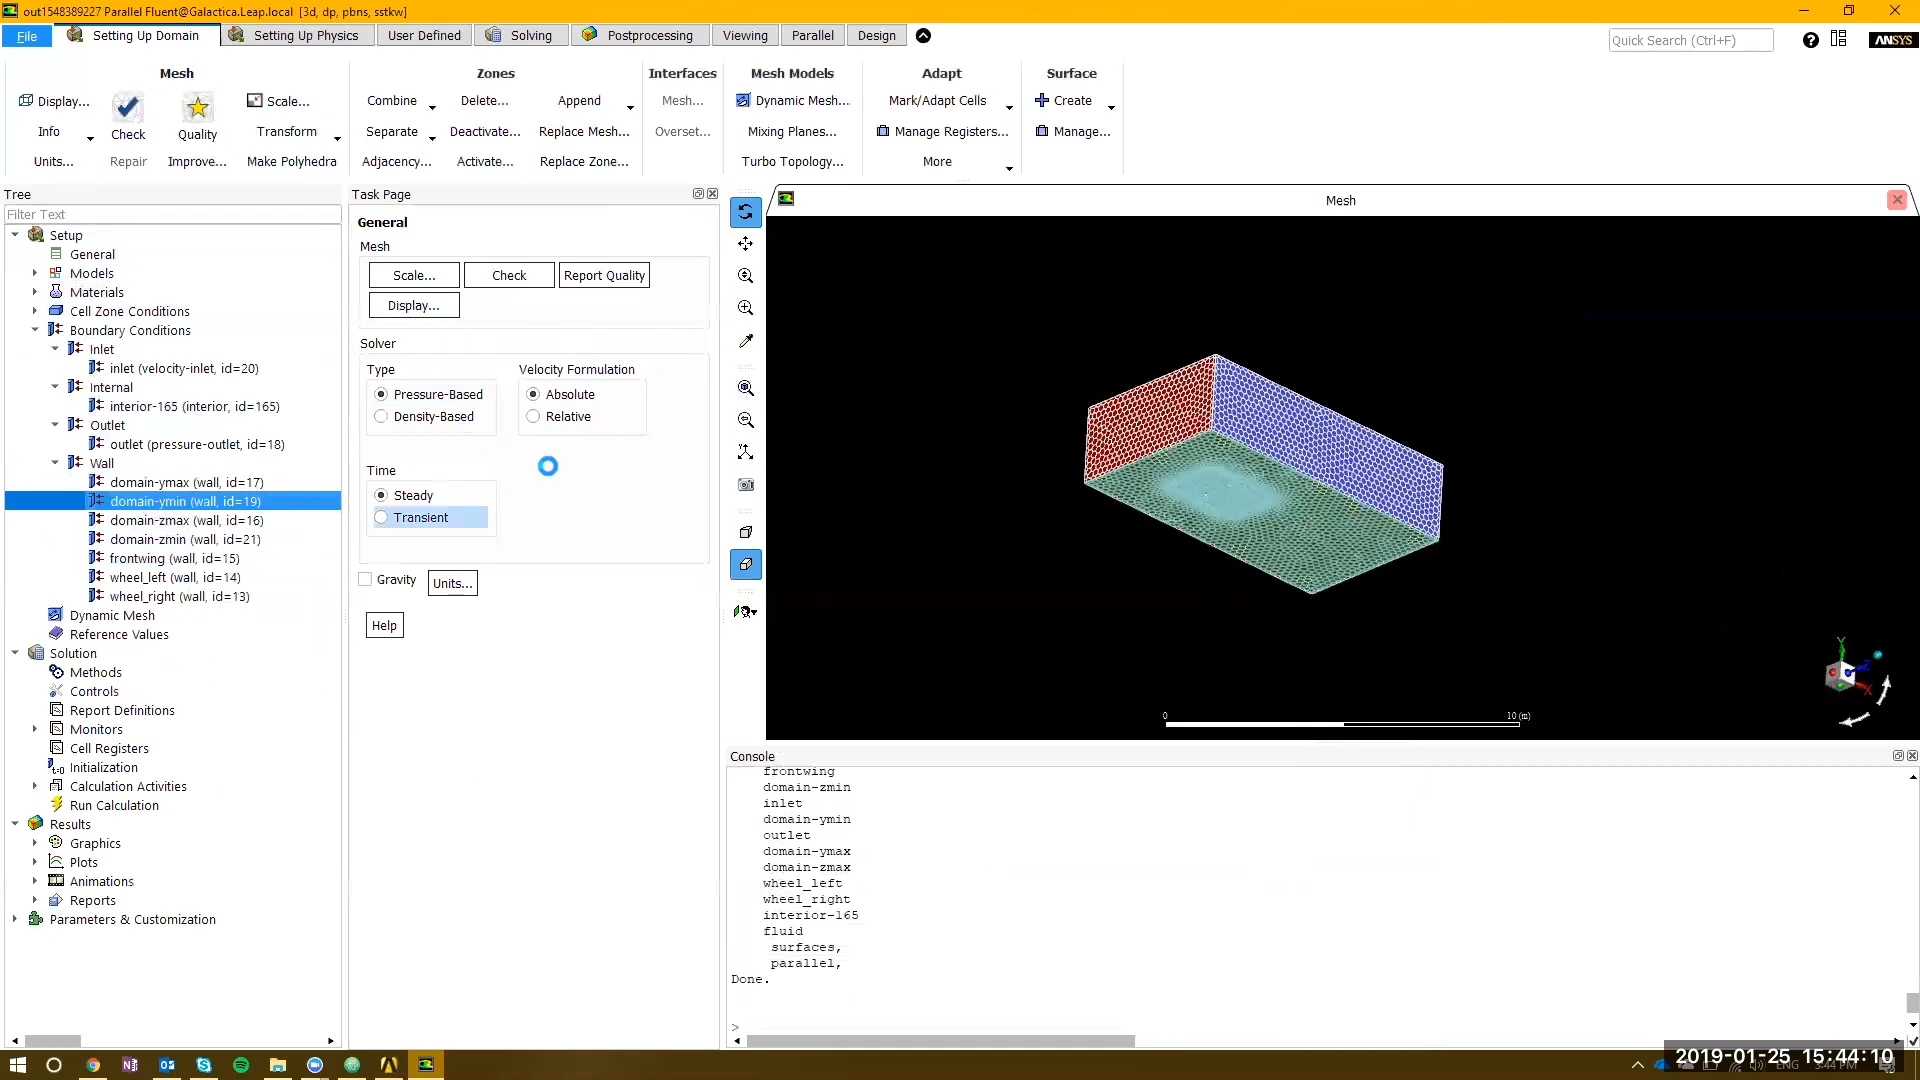 out1548389227 Parallel Fluent@Galactica.Leap.local [3d, dp, pbns, sstkw]
File
Setting Up Domain
Setting Up Physics
User Defined
Solving
Postprocessing
Viewing
Parallel
Design
Quick Search (Ctrl+F)
ANSYS
Mesh
Display...
Info
Units...
Check
Repair
Quality
Improve...
Scale...
Transform
Make Polyhedra
Zones
Combine
Delete...
Append
Separate
Deactivate...
Replace Mesh...
Adjacency...
Activate...
Replace Zone...
Interfaces
Mesh...
Overset...
Mesh Models
Dynamic Mesh...
Mixing Planes...
Turbo Topology...
Adapt
Mark/Adapt Cells
Manage Registers...
More
Surface
Create
Manage...
Tree
Filter Text
Setup
General
Models
Materials
Cell Zone Conditions
Boundary Conditions
Inlet
inlet (velocity-inlet, id=20)
Internal
interior-165 (interior, id=165)
Outlet
outlet (pressure-outlet, id=18)
Wall
domain-ymax (wall, id=17)
domain-ymin (wall, id=19)
domain-zmax (wall, id=16)
domain-zmin (wall, id=21)
frontwing (wall, id=15)
wheel_left (wall, id=14)
wheel_right (wall, id=13)
Dynamic Mesh
Reference Values
Solution
Methods
Controls
Report Definitions
Monitors
Cell Registers
Initialization
Calculation Activities
Run Calculation
Results
Graphics
Plots
Animations
Reports
Parameters & Customization
Task Page
General
Mesh
Scale...
Check
Report Quality
Display...
Solver
Type
Pressure-Based
Density-Based
Velocity Formulation
Absolute
Relative
Time
Steady
Transient
Gravity
Units...
Help
Mesh
Y
Z
X
0
10 (m)
Console
frontwing
domain-zmin
inlet
domain-ymin
outlet
domain-ymax
domain-zmax
wheel_left
wheel_right
interior-165
fluid
surfaces,
parallel,
Done.
>
2019-01-25 15:44:10
ENG